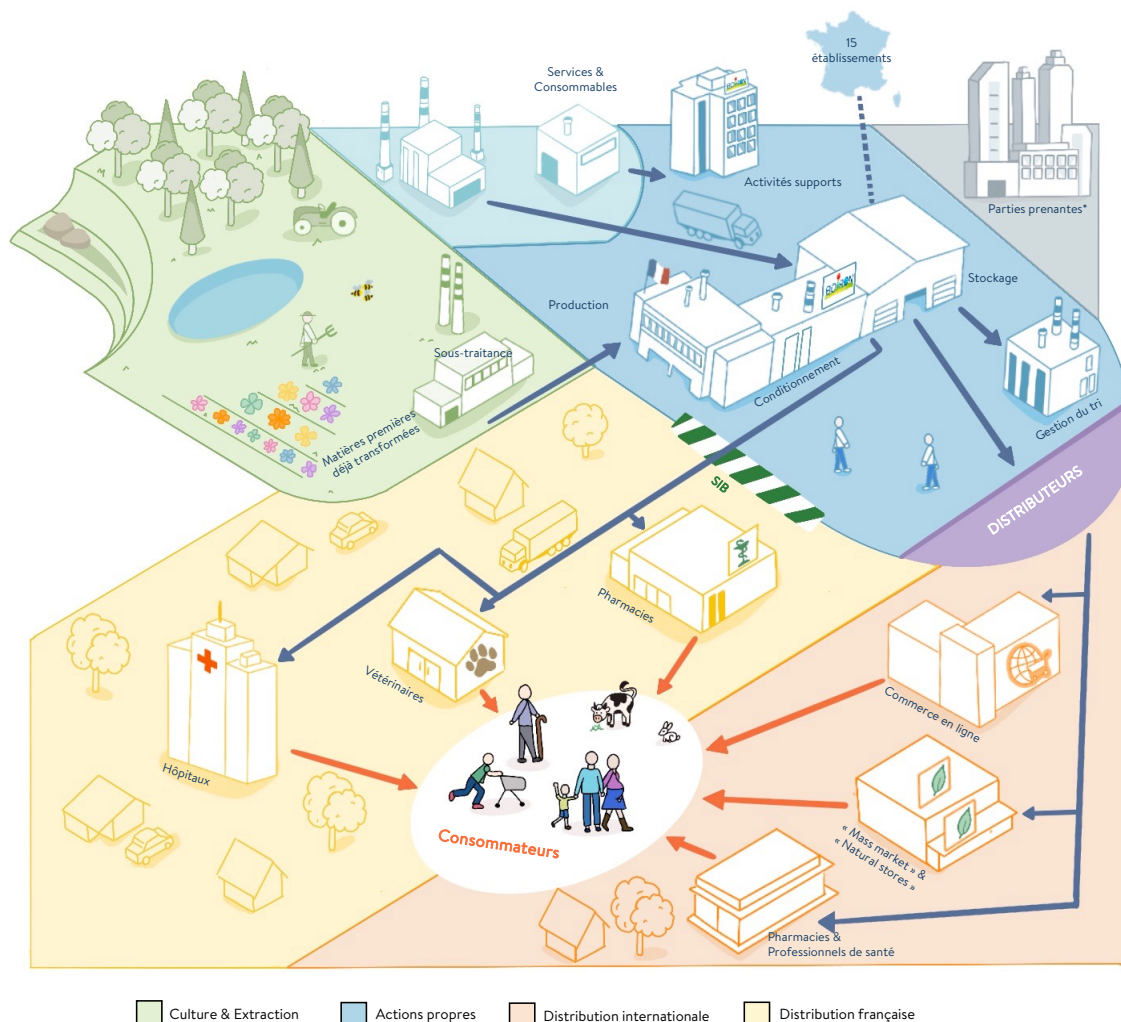 15
établissements
Services &
Consommables
BOIRON
Activités supports
Parties prenantes*
Stockage
BOIRON
Production
Sous-traitance
Conditionnement
Gestion du tri
Matières premières
déjà transformées
SIB
DISTRIBUTEURS
Pharmacies
Vétérinaires
Commerce en ligne
Hôpitaux
Consommateurs
« Mass market » &
« Natural stores »
Pharmacies &
Professionnels de santé
Culture & Extraction
Actions propres
Distribution internationale
Distribution française